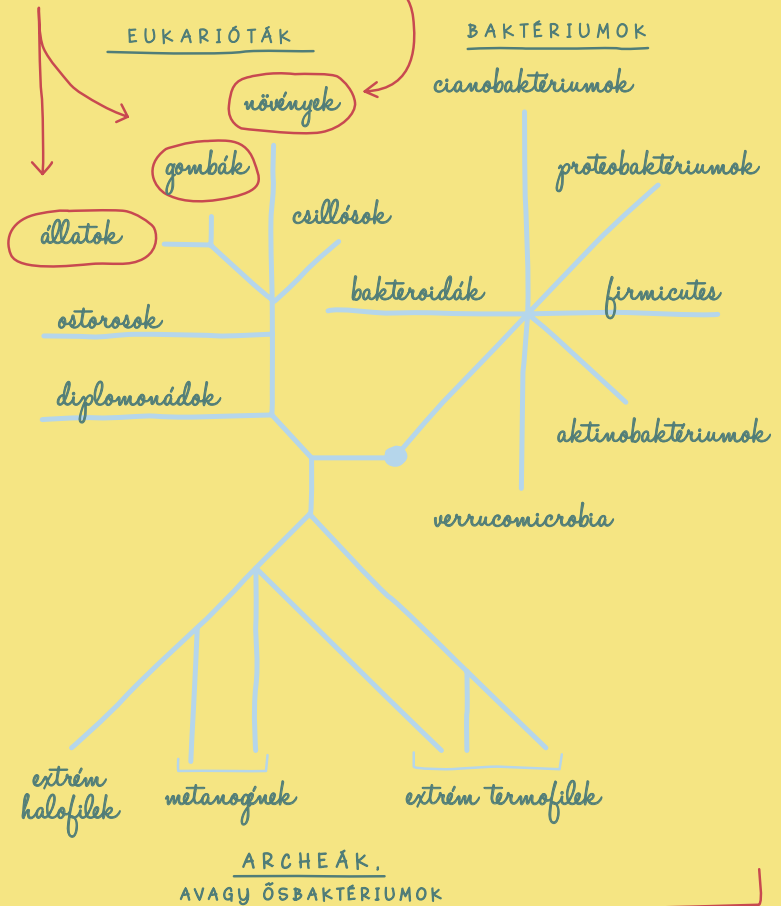 EUKARIÓTÁK
BAKTÉRIUMOK
növények
cianobaktériumok
gombák
proteobaktériumok
csillósok
állatok
bakteroidák
firmicutes
ostorosok
diplomonádok
aktinobaktériumok
verrucomicrobia
extrém
halofilek
metanogének
extrém termofilek
ARCHEÁK,
AVAGY ŐSBAKTÉRIUMOK